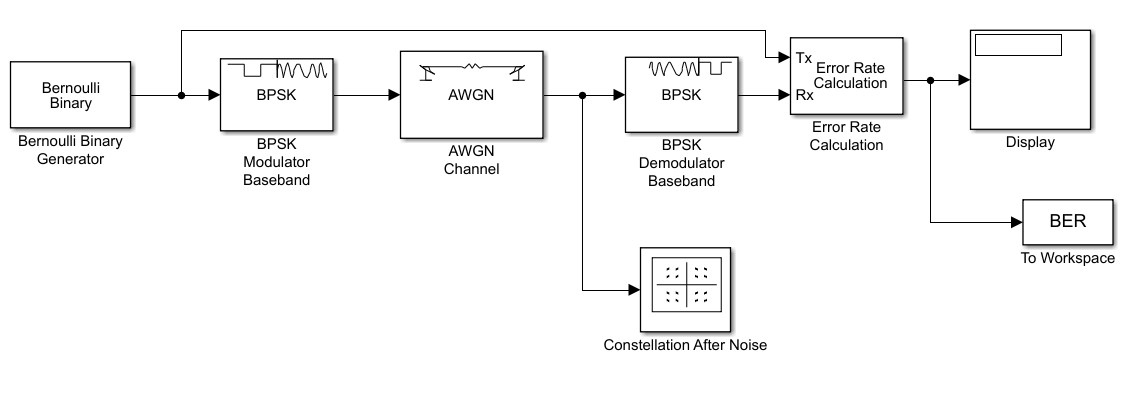 Bernoulli
Binary
Bernoulli Binary
Generator
BPSK
BPSK
Modulator
Baseband
AWGN
AWGN
Channel
BPSK
BPSK
Demodulator
Baseband
Tx
Rx
Error Rate
Calculation
Error Rate
Calculation
Display
BER
To Workspace
Constellation After Noise